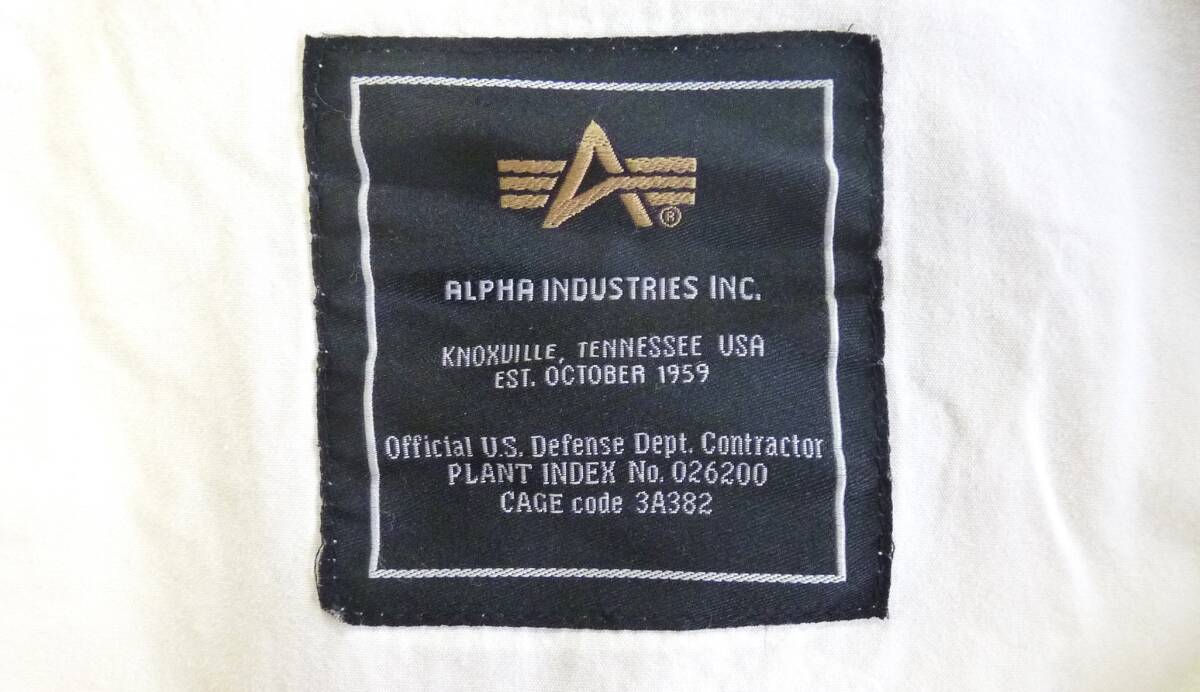 ®
ALPHA INDUSTRIES INC.
KNOXVILLE, TENNESSEE USA
EST. OCTOBER 1959
Official U.S. Defense Dept. Contractor
PLANT INDEX No. 026200
CAGE code 3A382